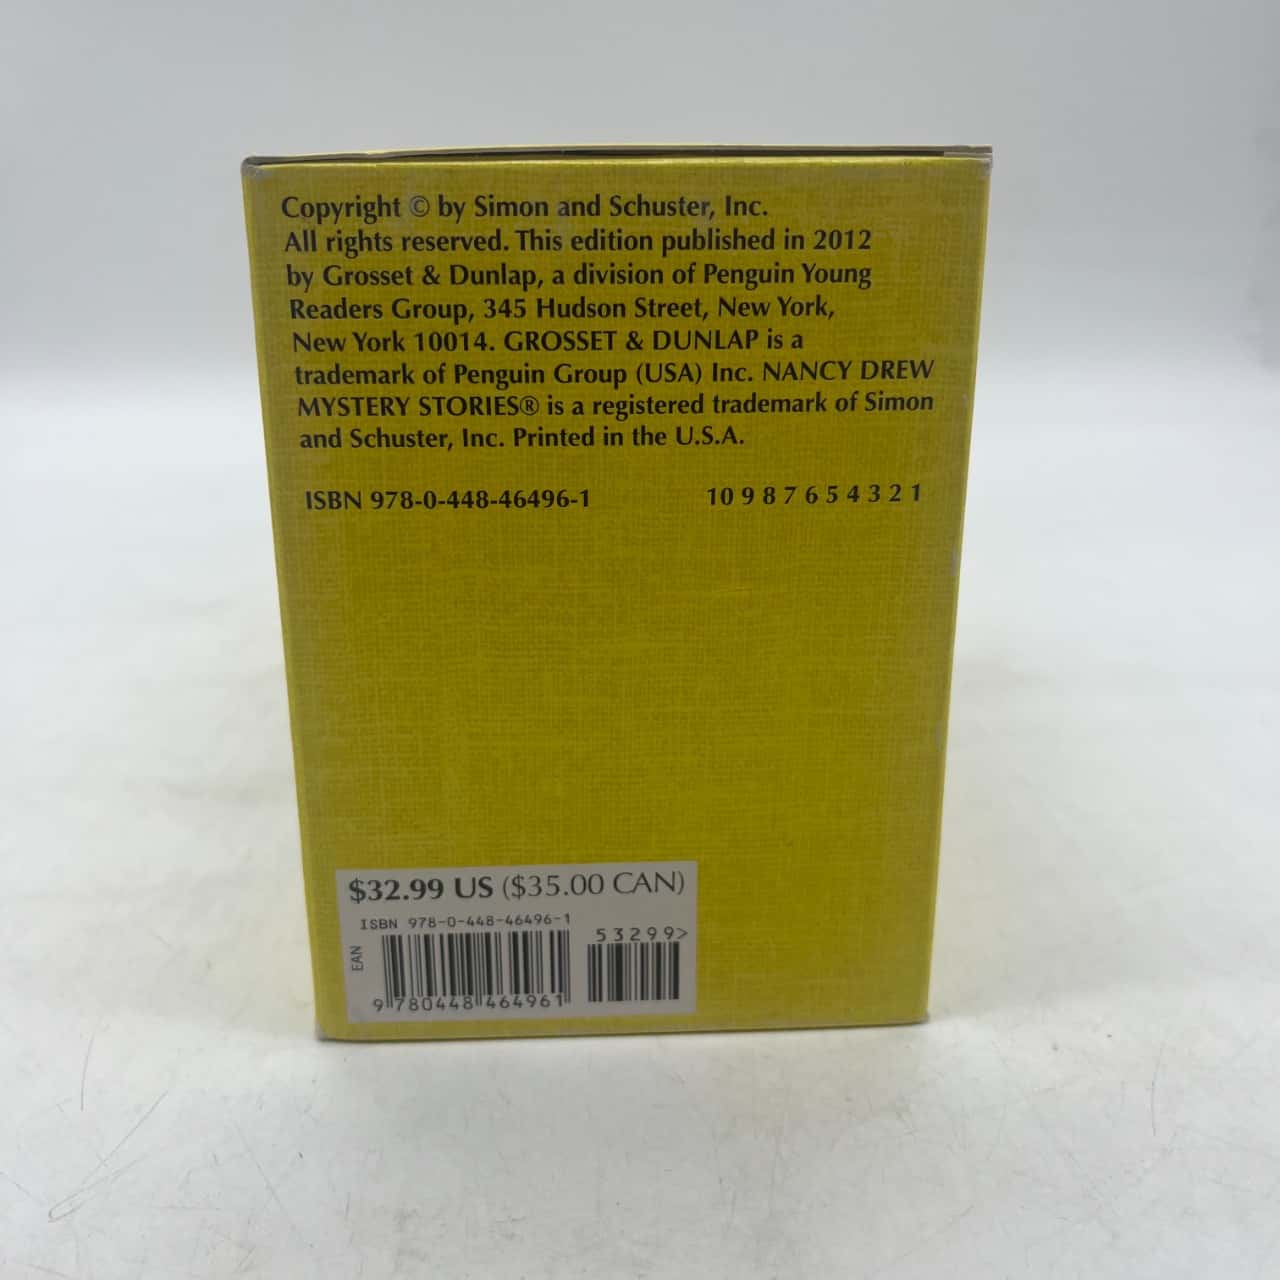 Copyright © by Simon and Schuster, Inc.
All rights reserved. This edition published in 2012
by Grosset & Dunlap, a division of Penguin Young
Readers Group, 345 Hudson Street, New York,
New York 10014. GROSSET & DUNLAP is a
trademark of Penguin Group (USA) Inc. NANCY DREW
MYSTERY STORIES® is a registered trademark of Simon
and Schuster, Inc. Printed in the U.S.A.
ISBN 978-0-448-46496-1 10 9 8 7 6 5 4 3 2 1
$32.99 US ($35.00 CAN)
ISBN 978-0-448-46496-1
53299>
EAN
9 780448 464961